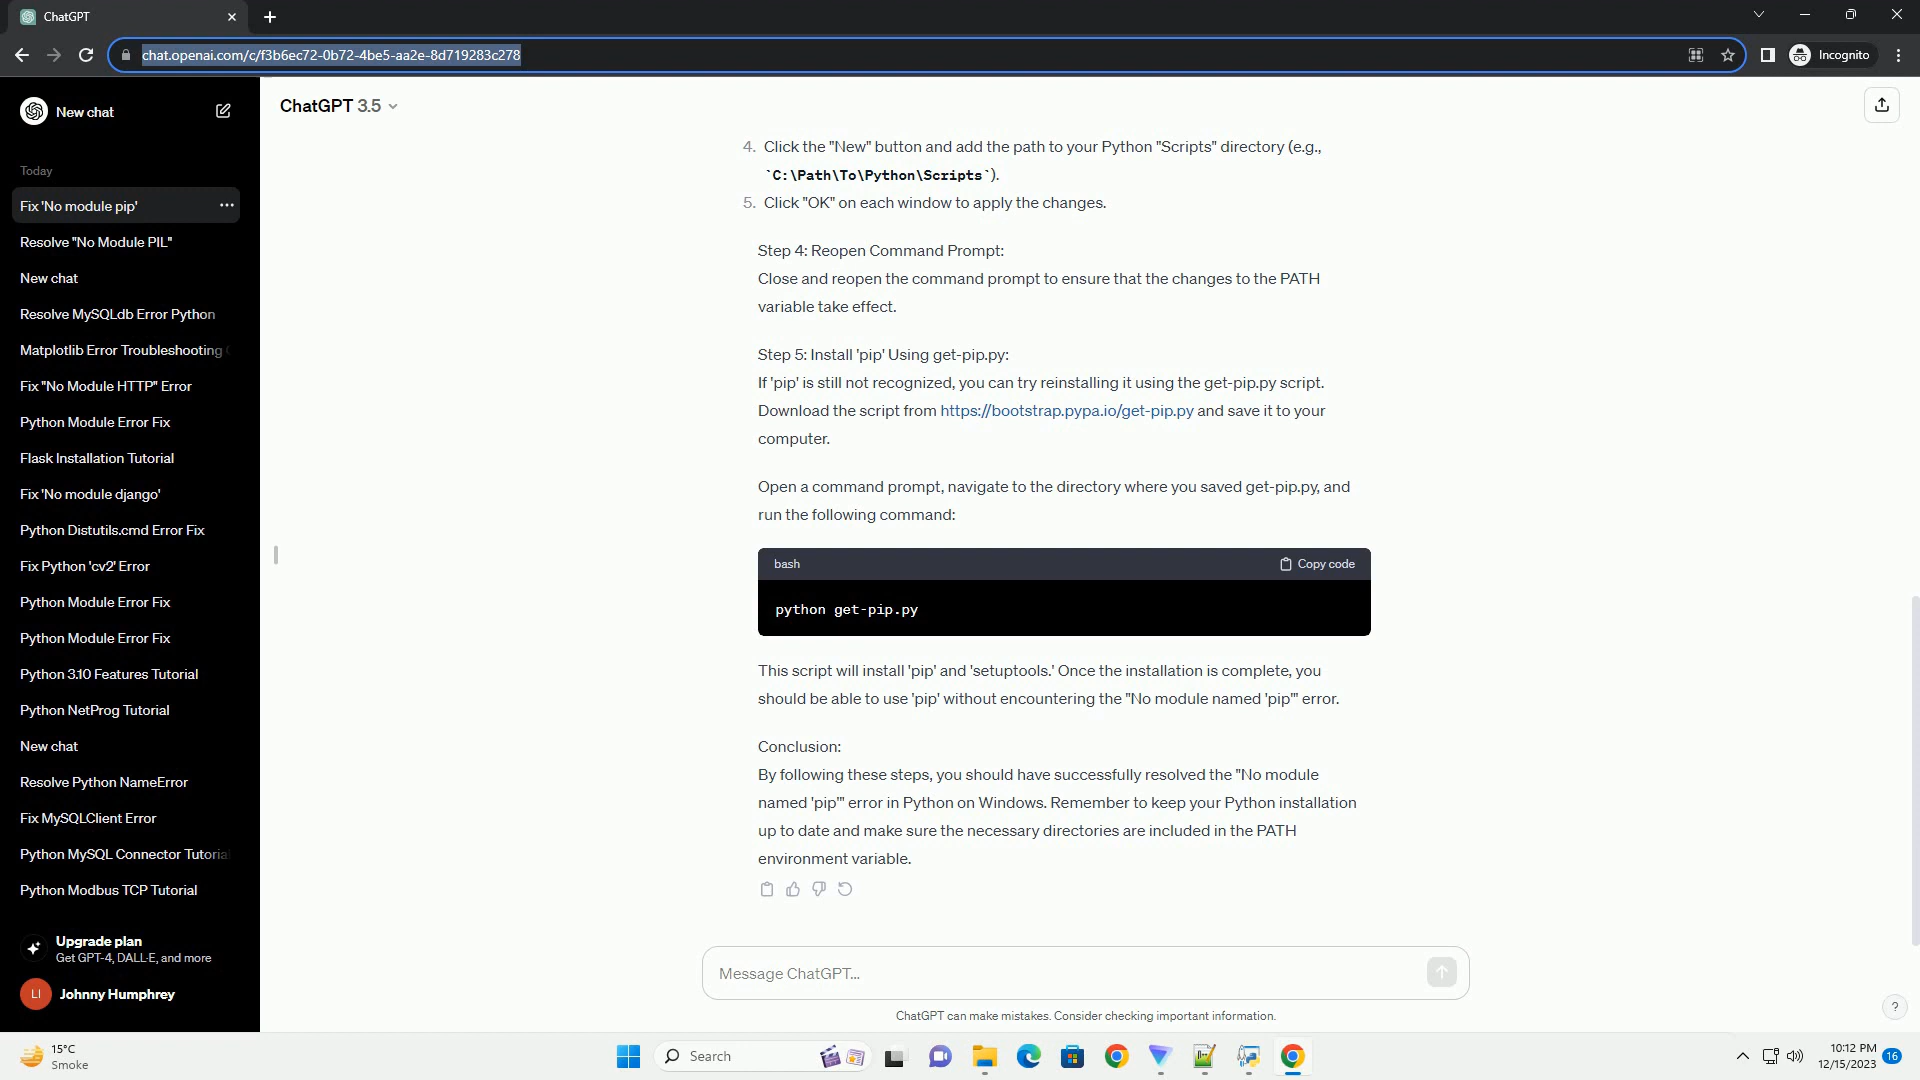 ChatGPT
chat.openai.com/c/f3b6ec72-0b72-4be5-aa2e-8d719283c278
Incognito
New chat
Today
Fix 'No module pip'
Resolve "No Module PIL"
New chat
Resolve MySQLdb Error Python
Matplotlib Error Troubleshooting
Fix "No Module HTTP" Error
Python Module Error Fix
Flask Installation Tutorial
Fix 'No module django'
Python Distutils.cmd Error Fix
Fix Python 'cv2' Error
Python Module Error Fix
Python Module Error Fix
Python 3.10 Features Tutorial
Python NetProg Tutorial
New chat
Resolve Python NameError
Fix MySQLClient Error
Python MySQL Connector Tutoria
Python Modbus TCP Tutorial
Upgrade plan
Get GPT-4, DALL·E, and more
LI
Johnny Humphrey
ChatGPT 3.5
4. Click the "New" button and add the path to your Python "Scripts" directory (e.g.,
`C:\Path\To\Python\Scripts`).
5. Click "OK" on each window to apply the changes.
Step 4: Reopen Command Prompt:
Close and reopen the command prompt to ensure that the changes to the PATH
variable take effect.
Step 5: Install 'pip' Using get-pip.py:
If 'pip' is still not recognized, you can try reinstalling it using the get-pip.py script.
Download the script from https://bootstrap.pypa.io/get-pip.py and save it to your
computer.
Open a command prompt, navigate to the directory where you saved get-pip.py, and
run the following command:
bash
Copy code
python get-pip.py
This script will install 'pip' and 'setuptools.' Once the installation is complete, you
should be able to use 'pip' without encountering the "No module named 'pip'" error.
Conclusion:
By following these steps, you should have successfully resolved the "No module
named 'pip'" error in Python on Windows. Remember to keep your Python installation
up to date and make sure the necessary directories are included in the PATH
environment variable.
Message ChatGPT...
ChatGPT can make mistakes. Consider checking important information.
?
15°C
Smoke
Search
10:12 PM
12/15/2023
16